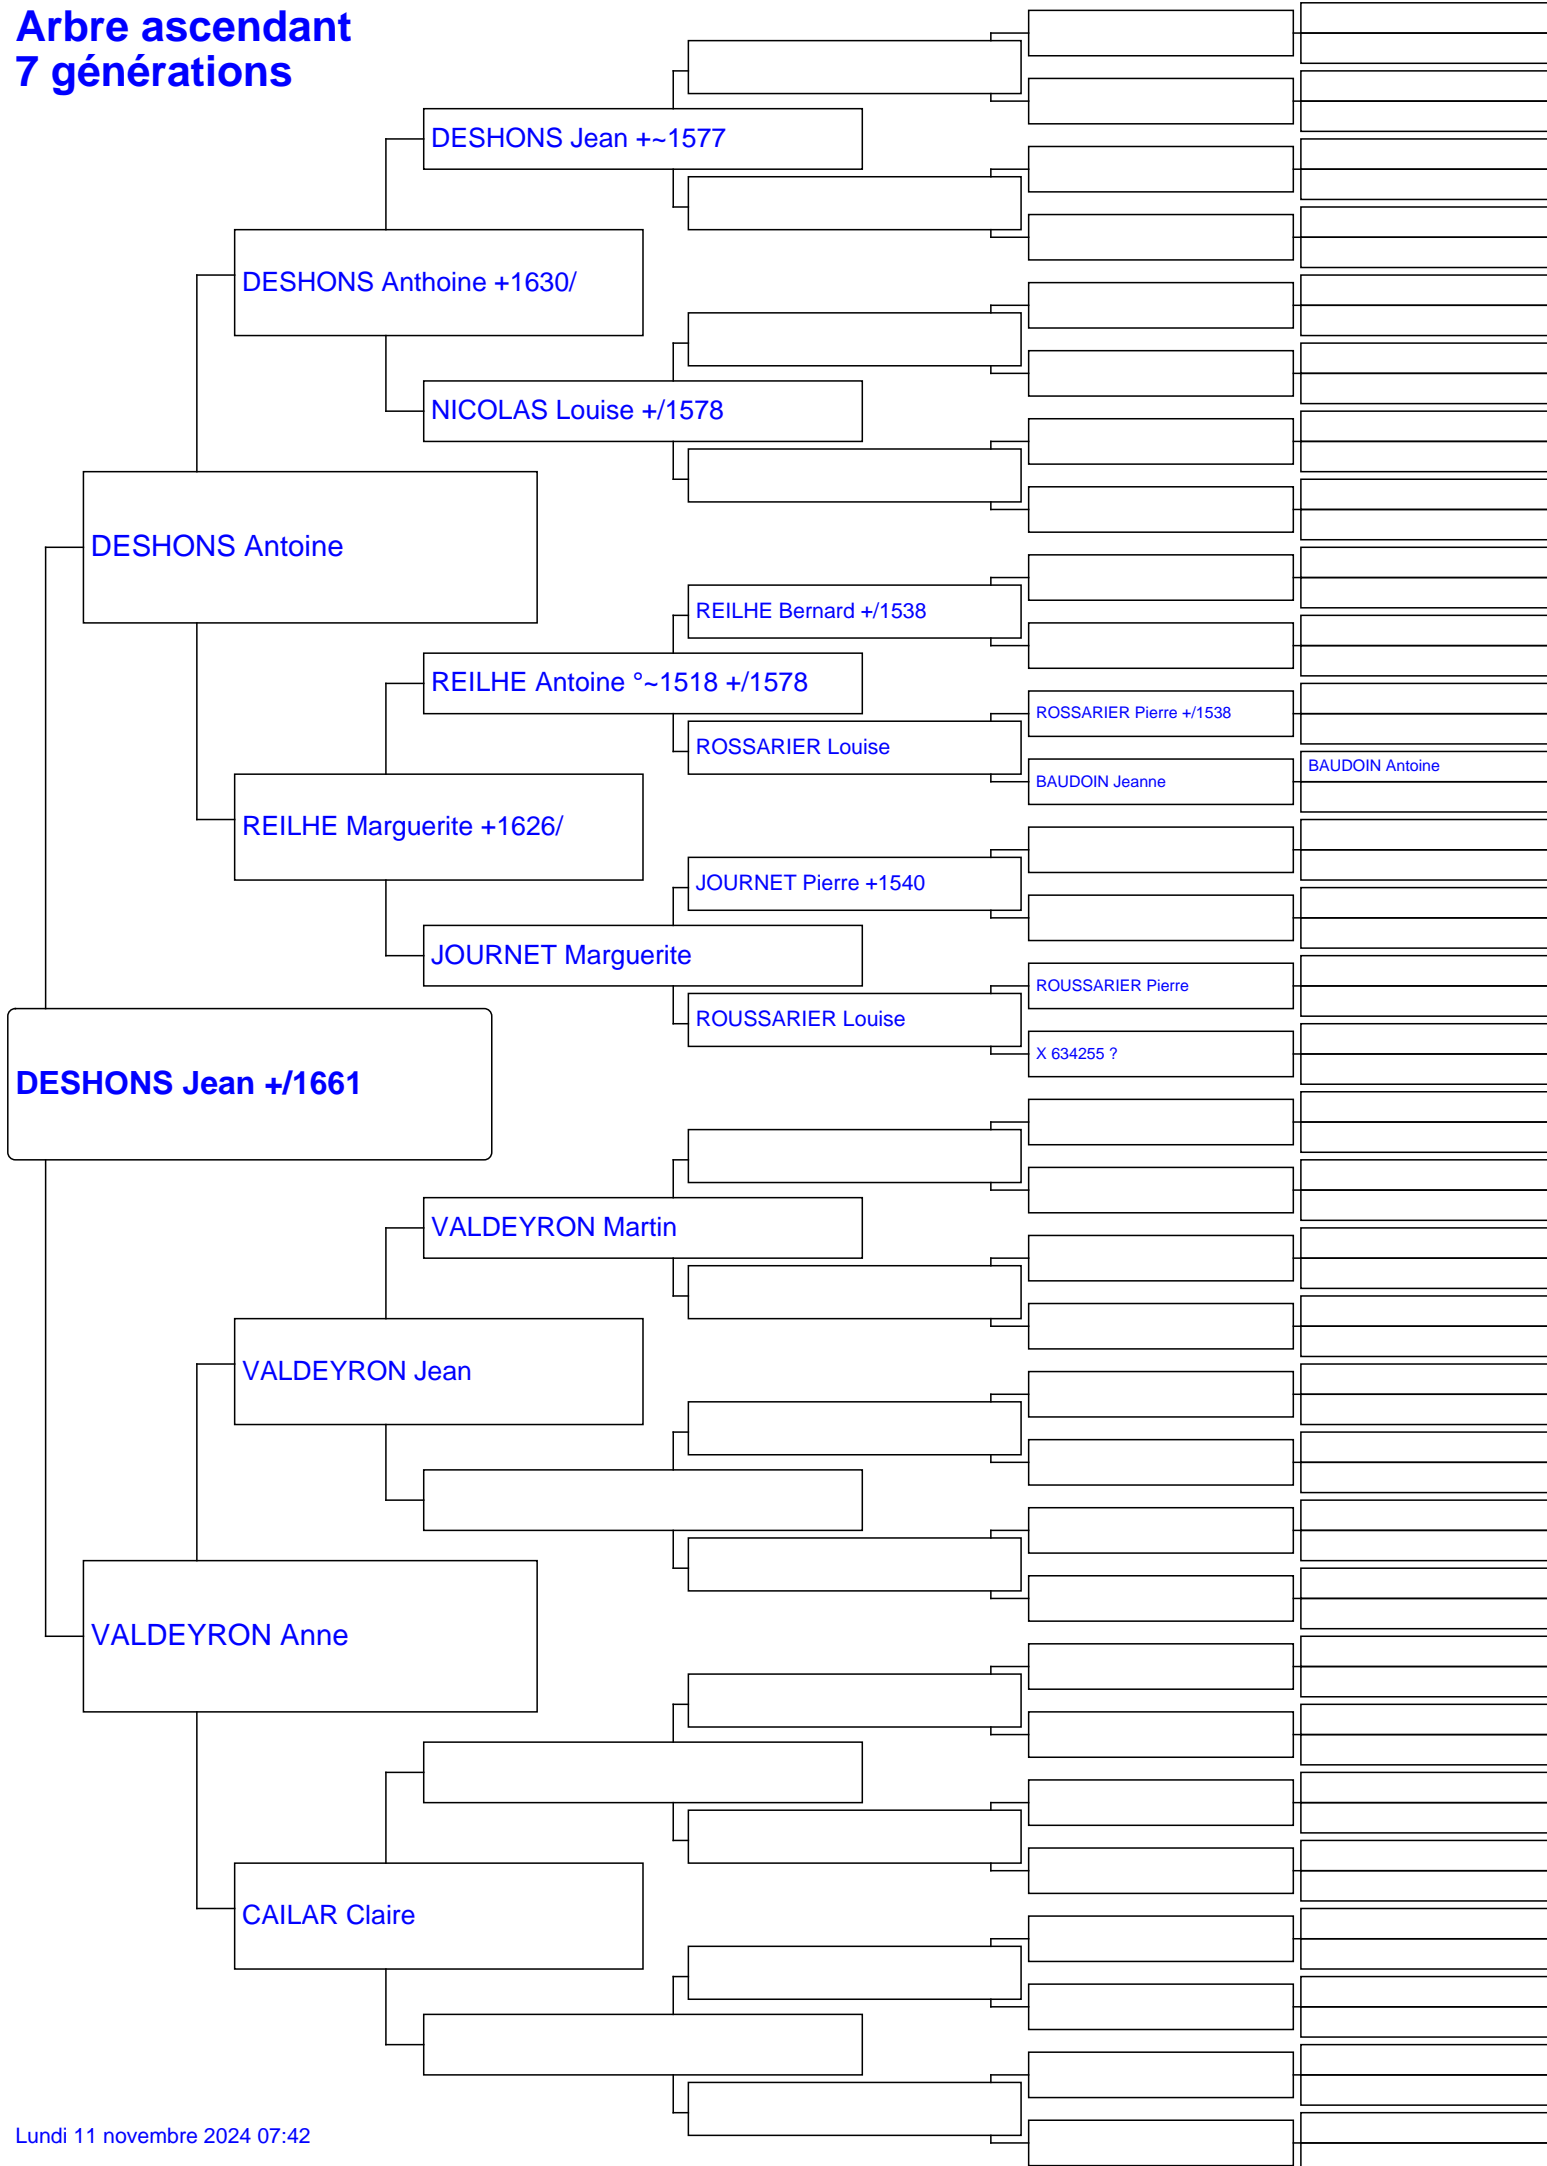 Arbre ascendant
7 générations
DESHONS Jean +~1577
DESHONS Anthoine +1630/
NICOLAS Louise +/1578
DESHONS Antoine
REILHE Bernard +/1538
REILHE Antoine °~1518 +/1578
ROSSARIER Pierre +/1538
ROSSARIER Louise
BAUDOIN Antoine
BAUDOIN Jeanne
REILHE Marguerite +1626/
JOURNET Pierre +1540
JOURNET Marguerite
ROUSSARIER Pierre
ROUSSARIER Louise
X 634255 ?
DESHONS Jean +/1661
VALDEYRON Martin
VALDEYRON Jean
VALDEYRON Anne
CAILAR Claire
Lundi 11 novembre 2024 07:42